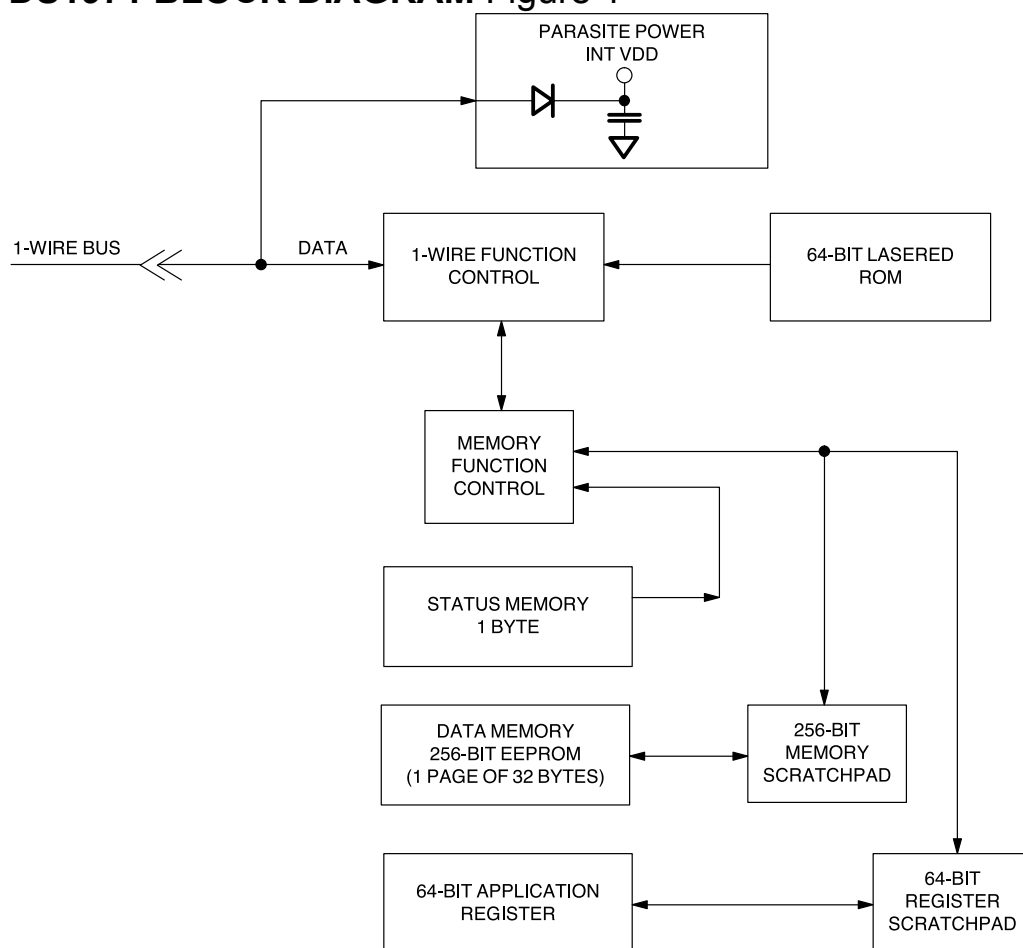 PARASITE POWER
INT VDD
1-WIRE BUS
DATA
1-WIRE FUNCTION
CONTROL
64-BIT LASERED
ROM
MEMORY
FUNCTION
CONTROL
STATUS MEMORY
1 BYTE
DATA MEMORY
256-BIT EEPROM
(1 PAGE OF 32 BYTES)
256-BIT
MEMORY
SCRATCHPAD
64-BIT APPLICATION
REGISTER
64-BIT
REGISTER
SCRATCHPAD